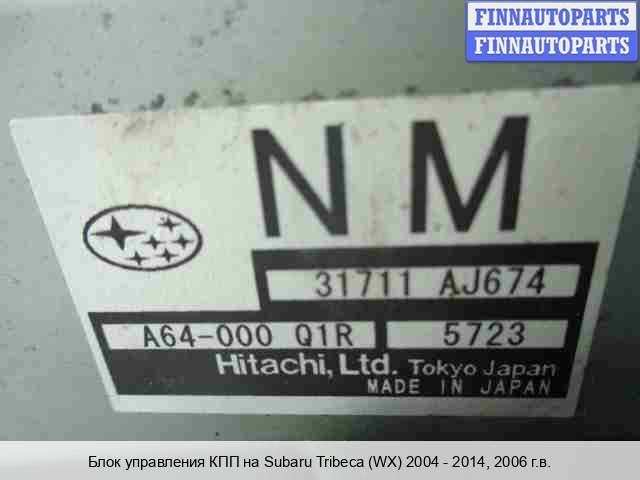 FINNAUTOPARTS
FINNAUTOPARTS
NM
31711 AJ674
A64-000 Q1R 5723
Hitachi, Ltd. Tokyo Japan
MADE IN JAPAN
Блок управления КПП на Subaru Tribeca (WX) 2004 - 2014, 2006 г.в.